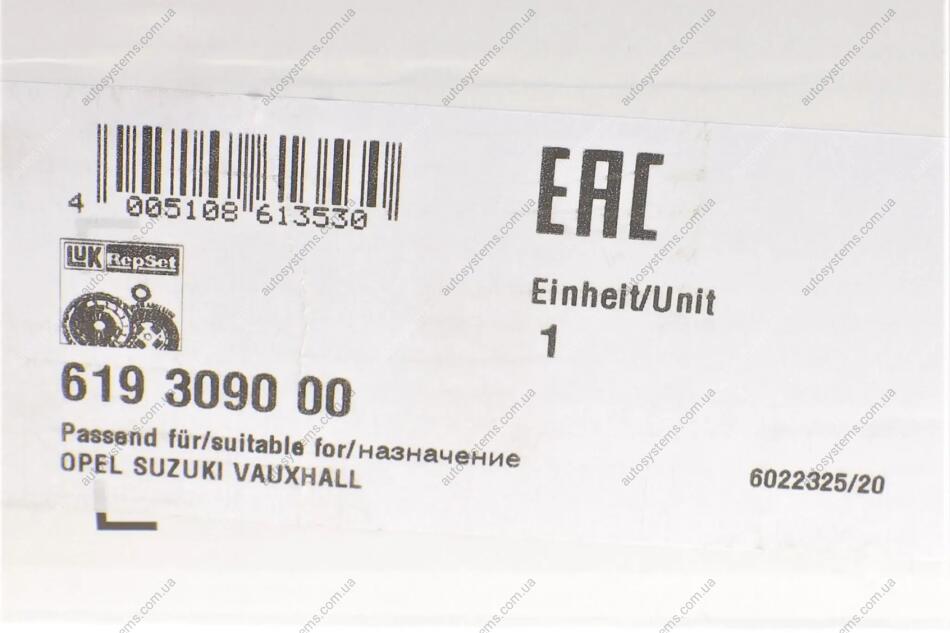 4 005108 613530
EAC
LUK RepSet
Einheit/Unit
1
619 3090 00
Passend für/suitable for/назначение
OPEL SUZUKI VAUXHALL
6022325/20
autosystems.com.ua